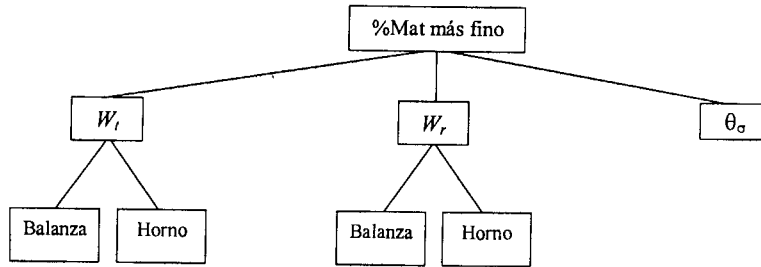 %Mat más fino
W_t
W_r
θ_σ
Balanza
Horno
Balanza
Horno